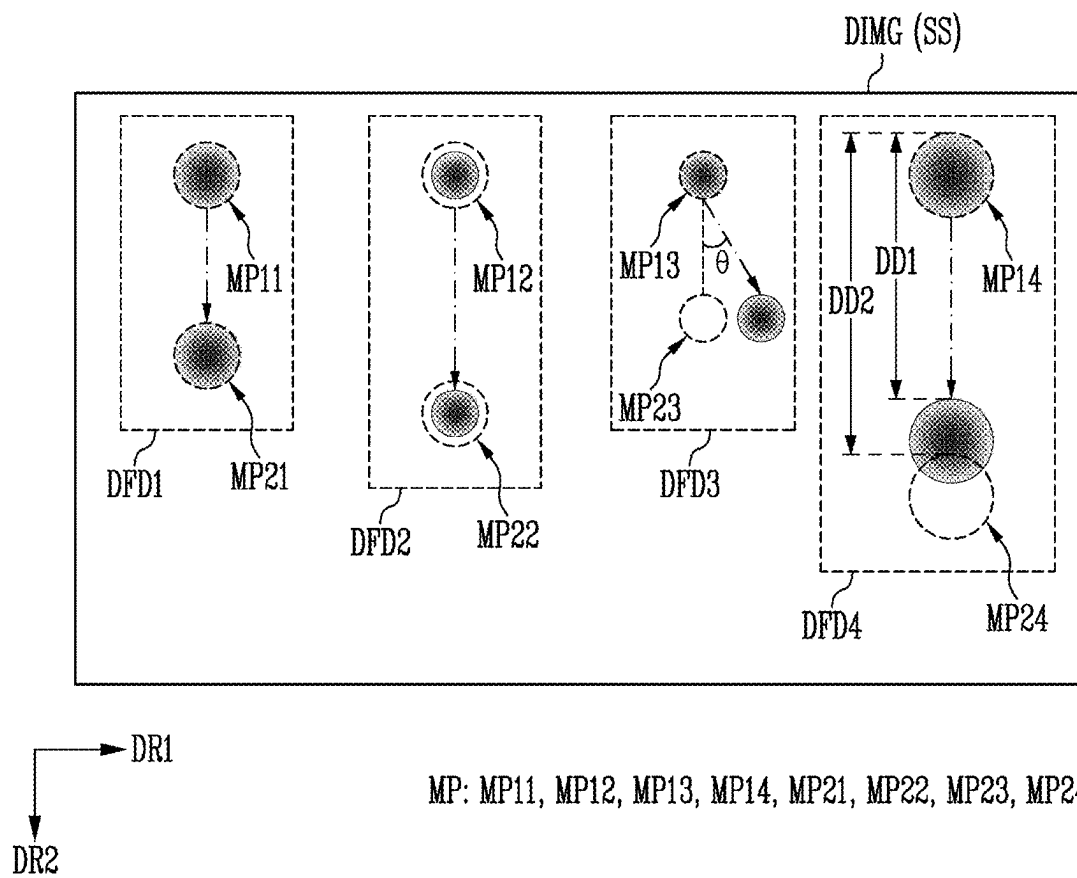 DIMG (SS)
MP11
MP12
MP13
θ
DD2
DD1
MP14
MP23
DFD1
MP21
DFD2
MP22
DFD3
DFD4
MP24
DR1
DR2
MP: MP11, MP12, MP13, MP14, MP21, MP22, MP23, MP24